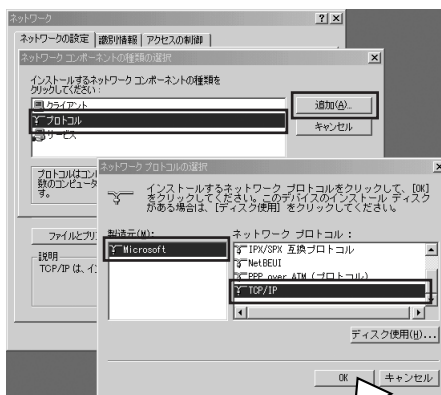 ネットワーク
ネットワークの設定 識別情報 アクセスの制御
ネットワーク コンポーネントの種類の選択
インストールするネットワーク コンポーネントの種類を
クリックしてください:
クライアント
プロトコル
サービス
追加(A)...
キャンセル
プロトコルはコン
数のコンピュータ
す。
ネットワーク プロトコルの選択
インストールするネットワーク プロトコルをクリックして、[OK]
をクリックしてください。このデバイスのインストール ディスク
がある場合は、[ディスク使用] をクリックしてください。
ファイルとプリ
説明
TCP/IP は、イ
製造元(M):
Microsoft
ネットワーク プロトコル :
IPX/SPX 互換プロトコル
NetBEUI
PPP over ATM (プロトコル)
TCP/IP
ディスク使用(H)...
OK
キャンセル